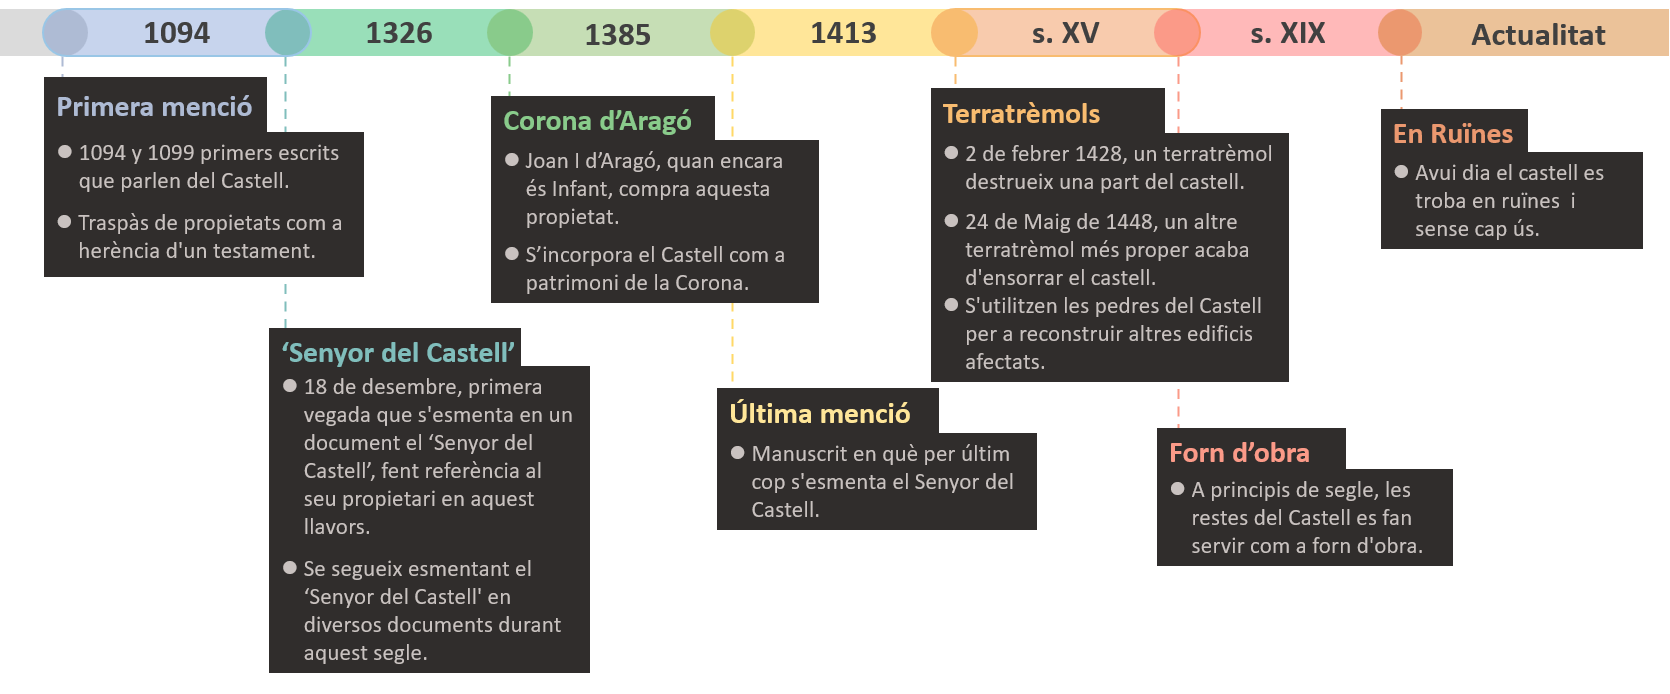 1094
1326
1385
1413
s. XV
s. XIX
Actualitat
Primera menció
● 1094 y 1099 primers escrits
que parlen del Castell.
● Traspàs de propietats com a
herència d'un testament.
‘Senyor del Castell’
● 18 de desembre, primera
vegada que s'esmenta en un
document el ‘Senyor del
Castell’, fent referència al
seu propietari en aquest
llavors.
● Se segueix esmentant el
‘Senyor del Castell' en
diversos documents durant
aquest segle.
Corona d’Aragó
● Joan I d’Aragó, quan encara
és Infant, compra aquesta
propietat.
● S’incorpora el Castell com a
patrimoni de la Corona.
Última menció
● Manuscrit en què per últim
cop s'esmenta el Senyor del
Castell.
Terratrèmols
● 2 de febrer 1428, un terratrèmol
destrueix una part del castell.
● 24 de Maig de 1448, un altre
terratrèmol més proper acaba
d'ensorrar el castell.
● S'utilitzen les pedres del Castell
per a reconstruir altres edificis
afectats.
Forn d’obra
● A principis de segle, les
restes del Castell es fan
servir com a forn d'obra.
En Ruïnes
● Avui dia el castell es
troba en ruïnes i
sense cap ús.